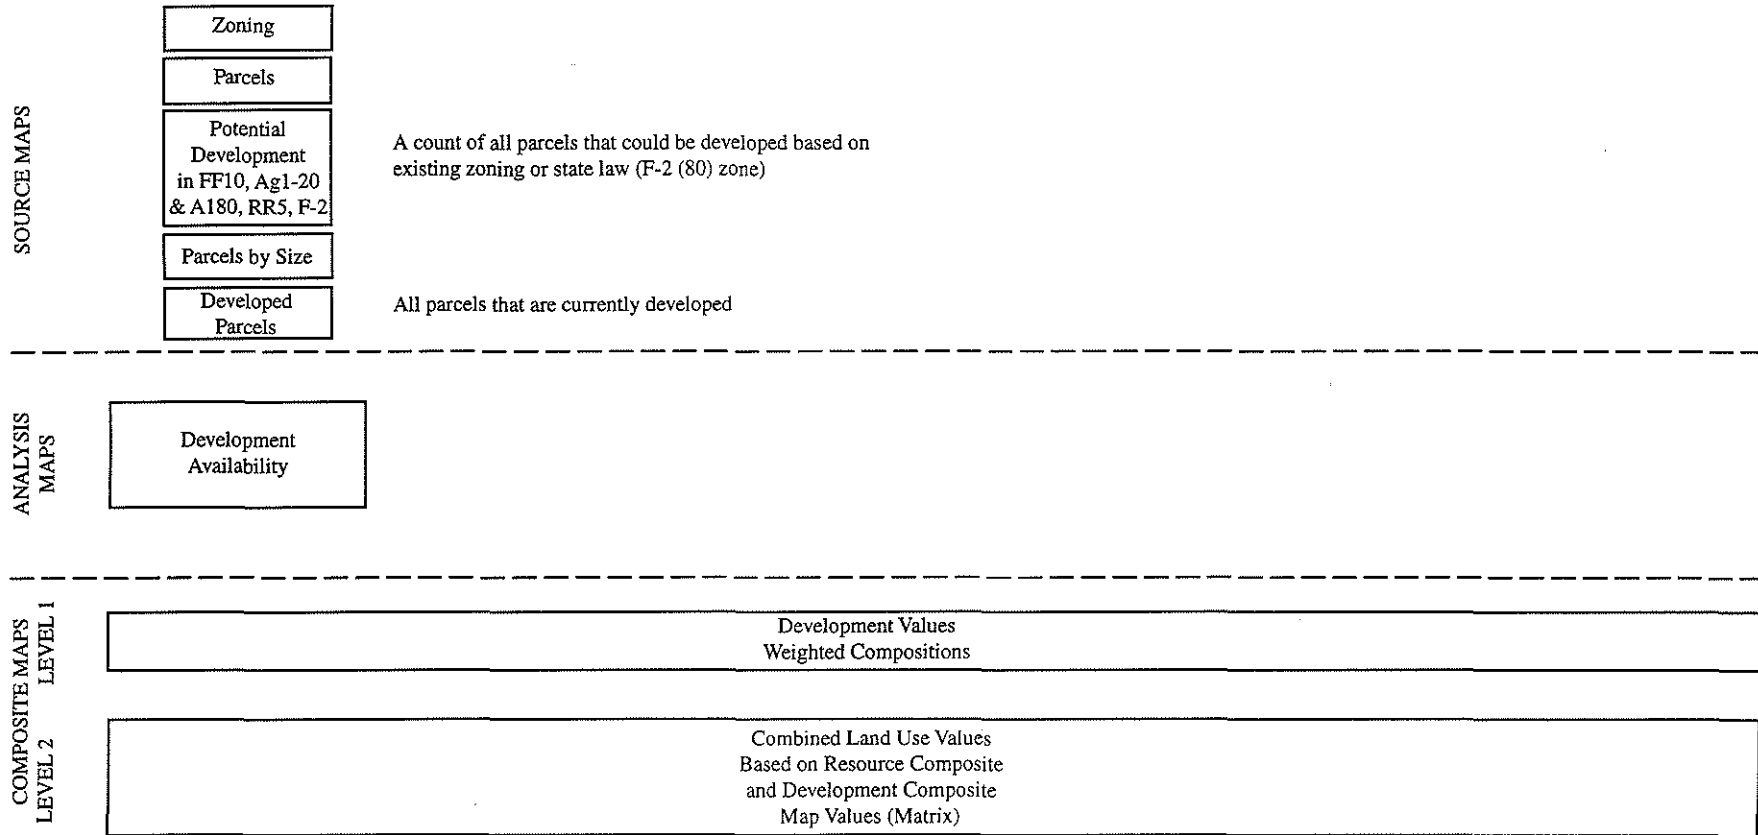 SOURCE MAPS
Zoning
Parcels
Potential
Development
in FF10, Ag1-20
& A180, RR5, F-2
A count of all parcels that could be developed based on
existing zoning or state law (F-2 (80) zone)
Parcels by Size
Developed
Parcels
All parcels that are currently developed
ANALYSIS
MAPS
Development
Availability
COMPOSITE MAPS
LEVEL 1
Development Values
Weighted Compositions
LEVEL 2
Combined Land Use Values
Based on Resource Composite
and Development Composite
Map Values (Matrix)